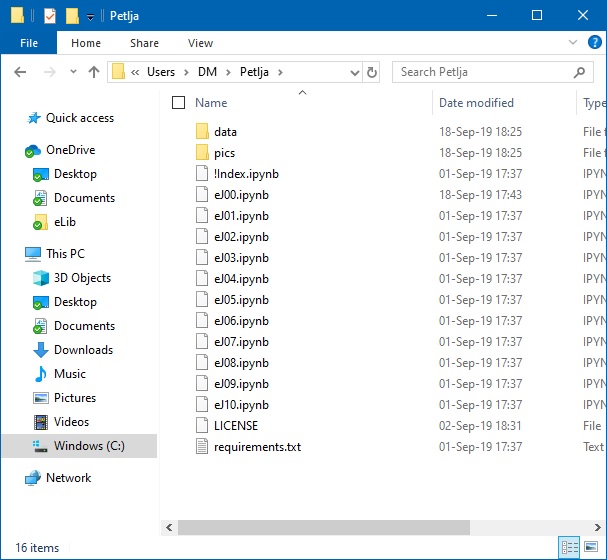 Petlja
File Home Share View
« Users > DM > Petlja > Search Petlja
Name Date modified Type
Quick access
OneDrive
Desktop
Documents
eLib
This PC
3D Objects
Desktop
Documents
Downloads
Music
Pictures
Videos
Windows (C:)
Network
data 18-Sep-19 18:25 File f
pics 18-Sep-19 18:25 File f
!Index.ipynb 01-Sep-19 17:37 IPYN
eJ00.ipynb 18-Sep-19 17:43 IPYN
eJ01.ipynb 01-Sep-19 17:37 IPYN
eJ02.ipynb 01-Sep-19 17:37 IPYN
eJ03.ipynb 01-Sep-19 17:37 IPYN
eJ04.ipynb 01-Sep-19 17:37 IPYN
eJ05.ipynb 01-Sep-19 17:37 IPYN
eJ06.ipynb 01-Sep-19 17:37 IPYN
eJ07.ipynb 01-Sep-19 17:37 IPYN
eJ08.ipynb 01-Sep-19 17:37 IPYN
eJ09.ipynb 01-Sep-19 17:37 IPYN
eJ10.ipynb 01-Sep-19 17:37 IPYN
LICENSE 02-Sep-19 18:31 File
requirements.txt 01-Sep-19 17:37 Text
16 items